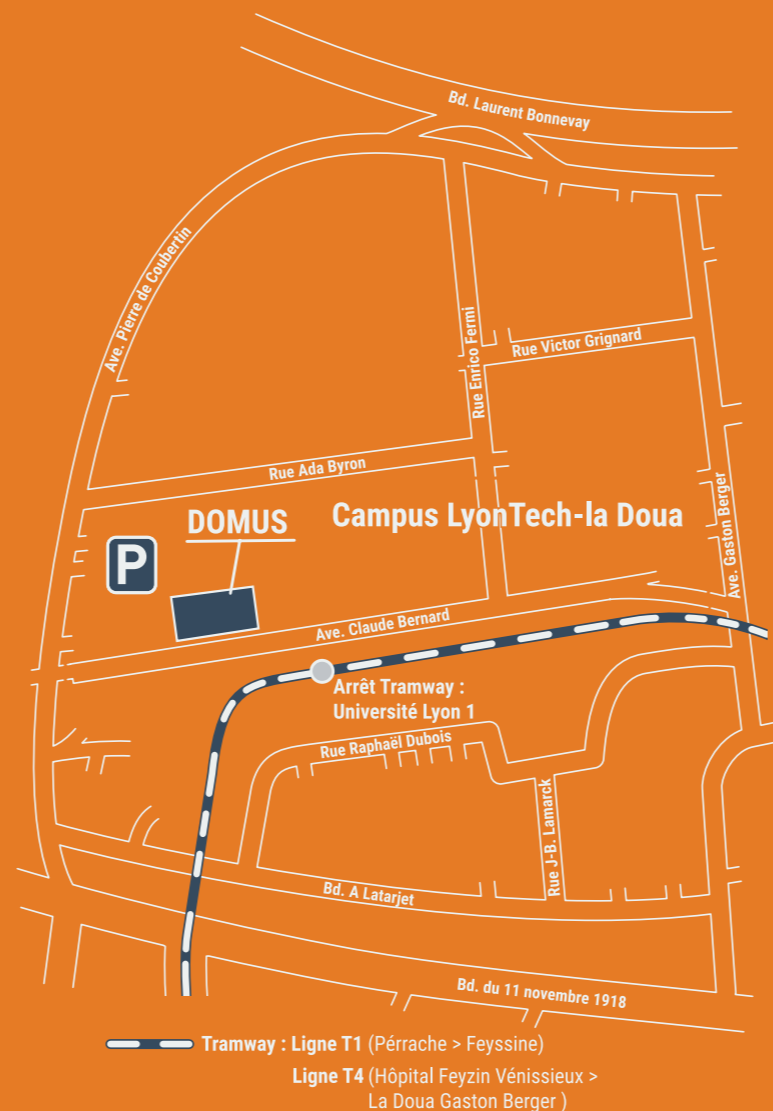 Bd. Laurent Bonnevay
Ave. Pierre de Coubertin
Rue Enrico Fermi
Rue Victor Grignard
Rue Ada Byron
DOMUS
Campus LyonTech-la Doua
Ave. Gaston Berger
P
Ave. Claude Bernard
Arrêt Tramway :
Université Lyon 1
Rue Raphaël Dubois
Rue J-B. Lamarck
Bd. A Latarjet
Bd. du 11 novembre 1918
Tramway : Ligne T1 (Pérrache > Feyssine)
Ligne T4 (Hôpital Feyzin Vénissieux >
La Doua Gaston Berger )